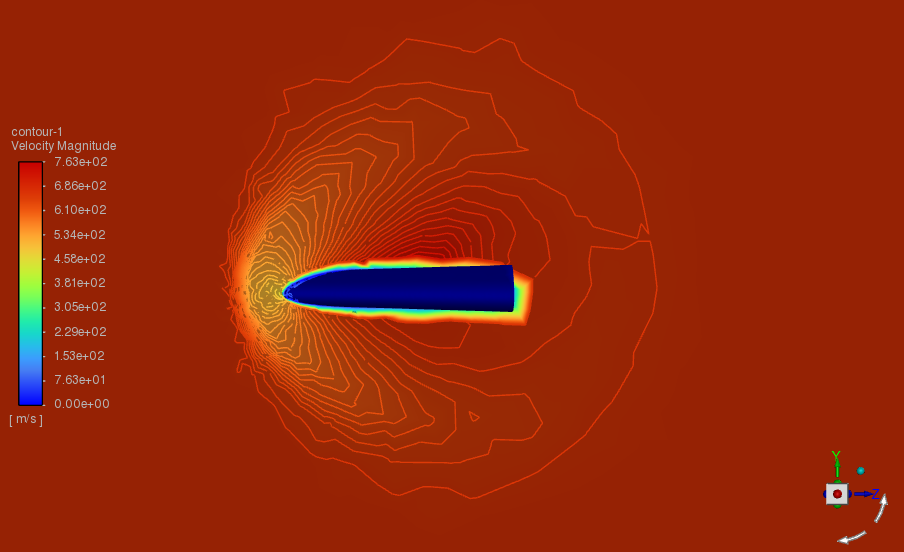 contour-1
Velocity Magnitude
7.63e+02
6.86e+02
6.10e+02
5.34e+02
4.58e+02
3.81e+02
3.05e+02
2.29e+02
1.53e+02
7.63e+01
0.00e+00
[ m/s ]
Y
Z